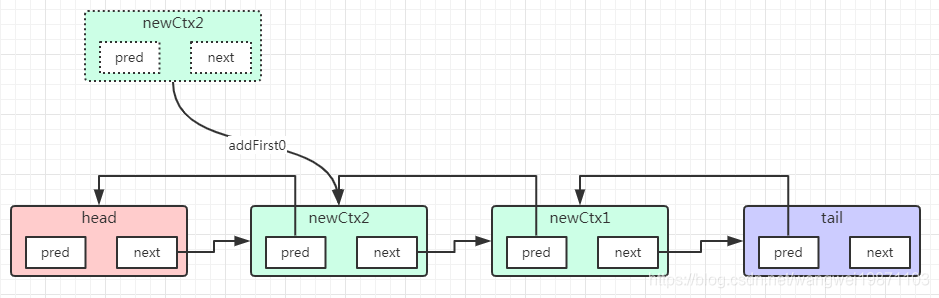 newCtx2
pred next
addFirst0
head newCtx2 newCtx1 tail
pred next pred next pred next pred next
https://blog.csdn.net/wangwei19871103